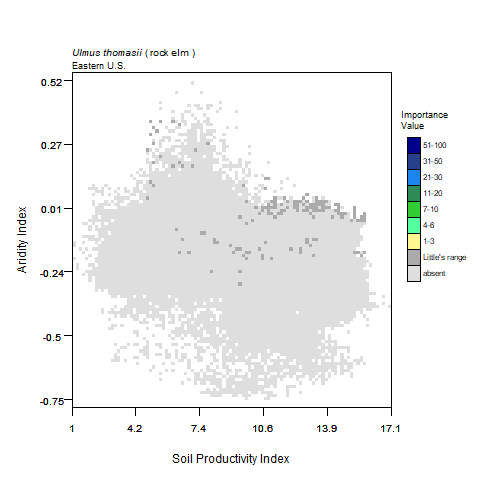 Ulmus thomasii ( rock elm )
Eastern U.S.
Importance
Value
51-100
31-50
21-30
11-20
7-10
4-6
1-3
Little's range
absent
Aridity Index
0.52
0.27
0.01
-0.24
-0.5
-0.75
1 4.2 7.4 10.6 13.9 17.1
Soil Productivity Index